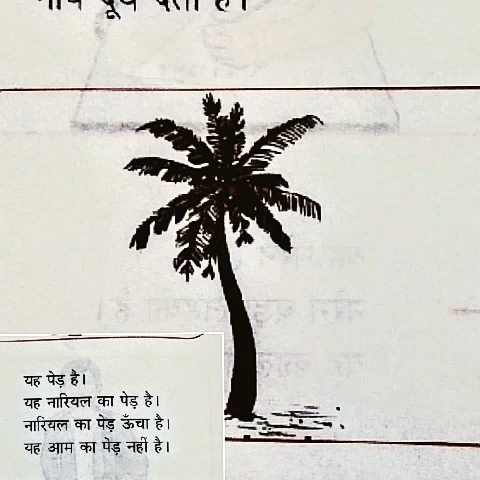 गाय दूध देती है।
यह पेड़ है।
यह नारियल का पेड़ है।
नारियल का पेड़ ऊँचा है।
यह आम का पेड़ नहीं है।